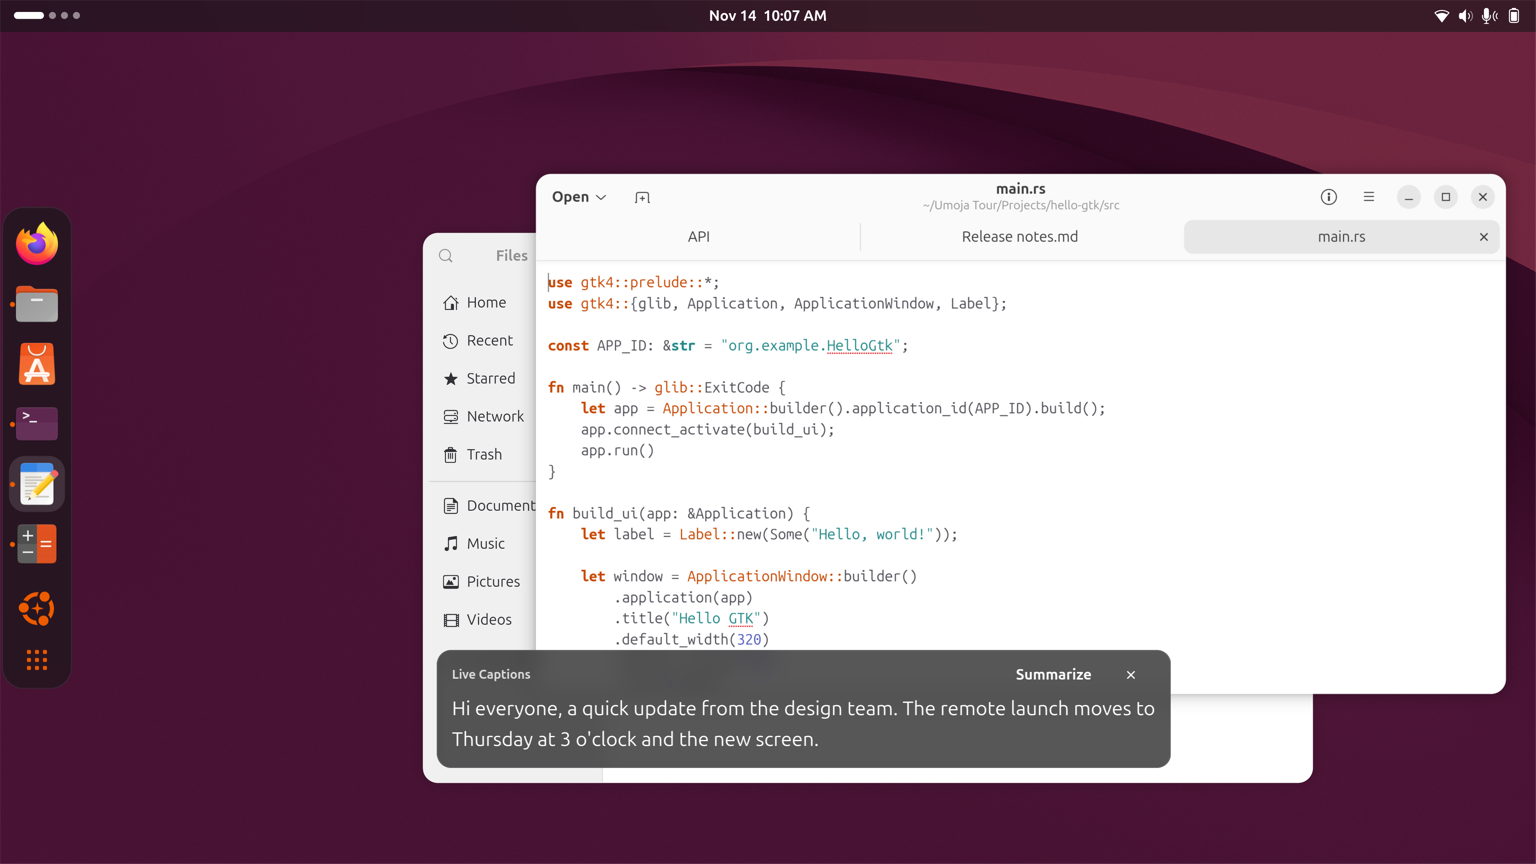 Nov 14 10:07 AM
Open
main.rs
~/Umoja Tour/Projects/hello-gtk/src
API
Release notes.md
main.rs
Files
Home
Recent
Starred
Network
Trash
Document
Music
Pictures
Videos
use gtk4::prelude::*;
use gtk4::{glib, Application, ApplicationWindow, Label};
const APP_ID: &str = "org.example.HelloGtk";
fn main() -> glib::ExitCode {
    let app = Application::builder().application_id(APP_ID).build();
    app.connect_activate(build_ui);
    app.run()
}
fn build_ui(app: &Application) {
    let label = Label::new(Some("Hello, world!"));
    let window = ApplicationWindow::builder()
        .application(app)
        .title("Hello GTK")
        .default_width(320)
Live Captions
Summarize
Hi everyone, a quick update from the design team. The remote launch moves to
Thursday at 3 o'clock and the new screen.